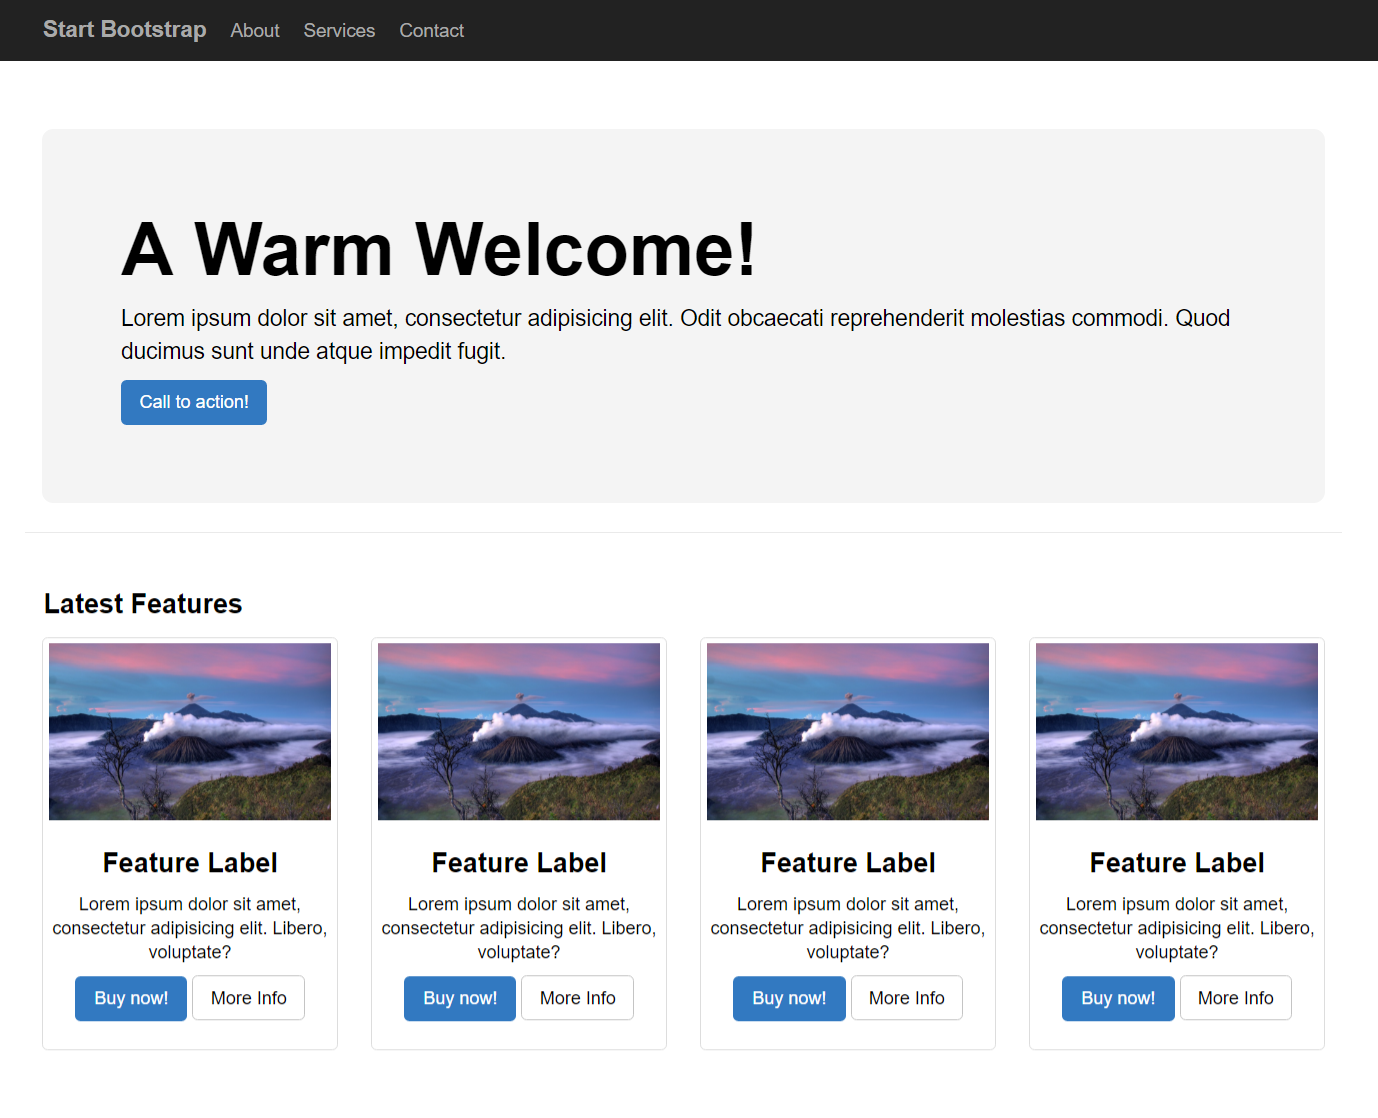 Start Bootstrap About Services Contact
A Warm Welcome!
Lorem ipsum dolor sit amet, consectetur adipisicing elit. Odit obcaecati reprehenderit molestias commodi. Quod
ducimus sunt unde atque impedit fugit.
Call to action!
Latest Features
Feature Label
Lorem ipsum dolor sit amet,
consectetur adipisicing elit. Libero,
voluptate?
Buy now! More Info
Feature Label
Lorem ipsum dolor sit amet,
consectetur adipisicing elit. Libero,
voluptate?
Buy now! More Info
Feature Label
Lorem ipsum dolor sit amet,
consectetur adipisicing elit. Libero,
voluptate?
Buy now! More Info
Feature Label
Lorem ipsum dolor sit amet,
consectetur adipisicing elit. Libero,
voluptate?
Buy now! More Info